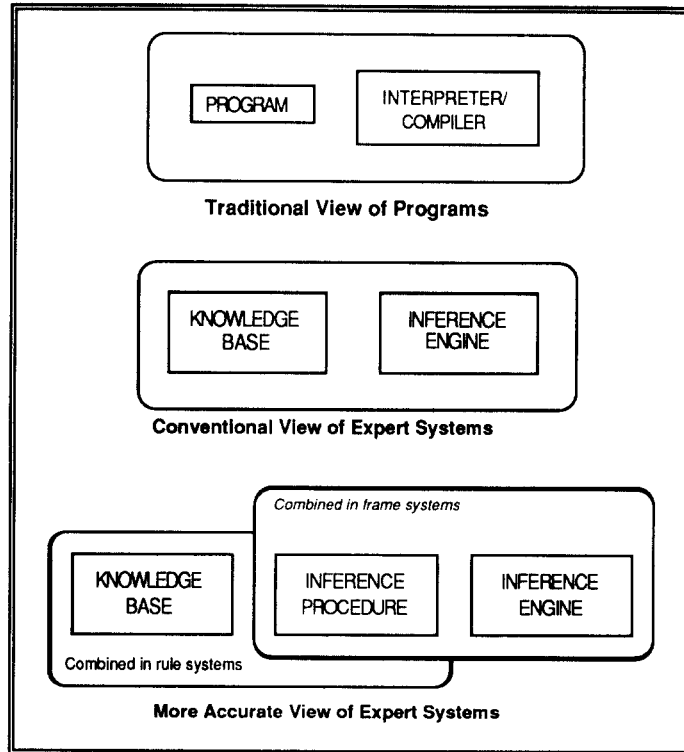 PROGRAM
INTERPRETER/
COMPILER
Traditional View of Programs
KNOWLEDGE
BASE
INFERENCE
ENGINE
Conventional View of Expert Systems
Combined in frame systems
KNOWLEDGE
BASE
INFERENCE
PROCEDURE
INFERENCE
ENGINE
Combined in rule systems
More Accurate View of Expert Systems